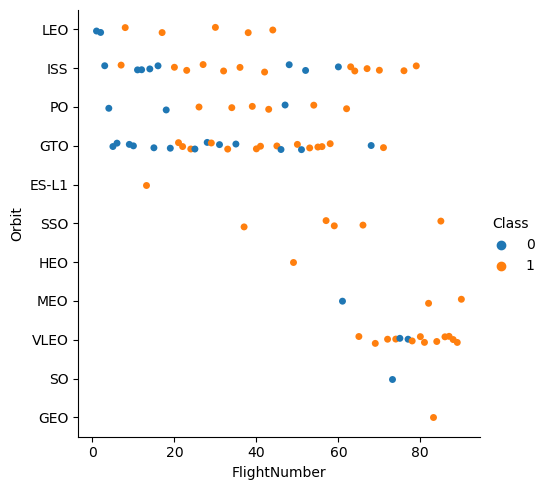 LEO
ISS
PO
GTO
ES-L1
SSO
HEO
MEO
VLEO
SO
GEO
Orbit
0 20 40 60 80
FlightNumber
Class
0
1